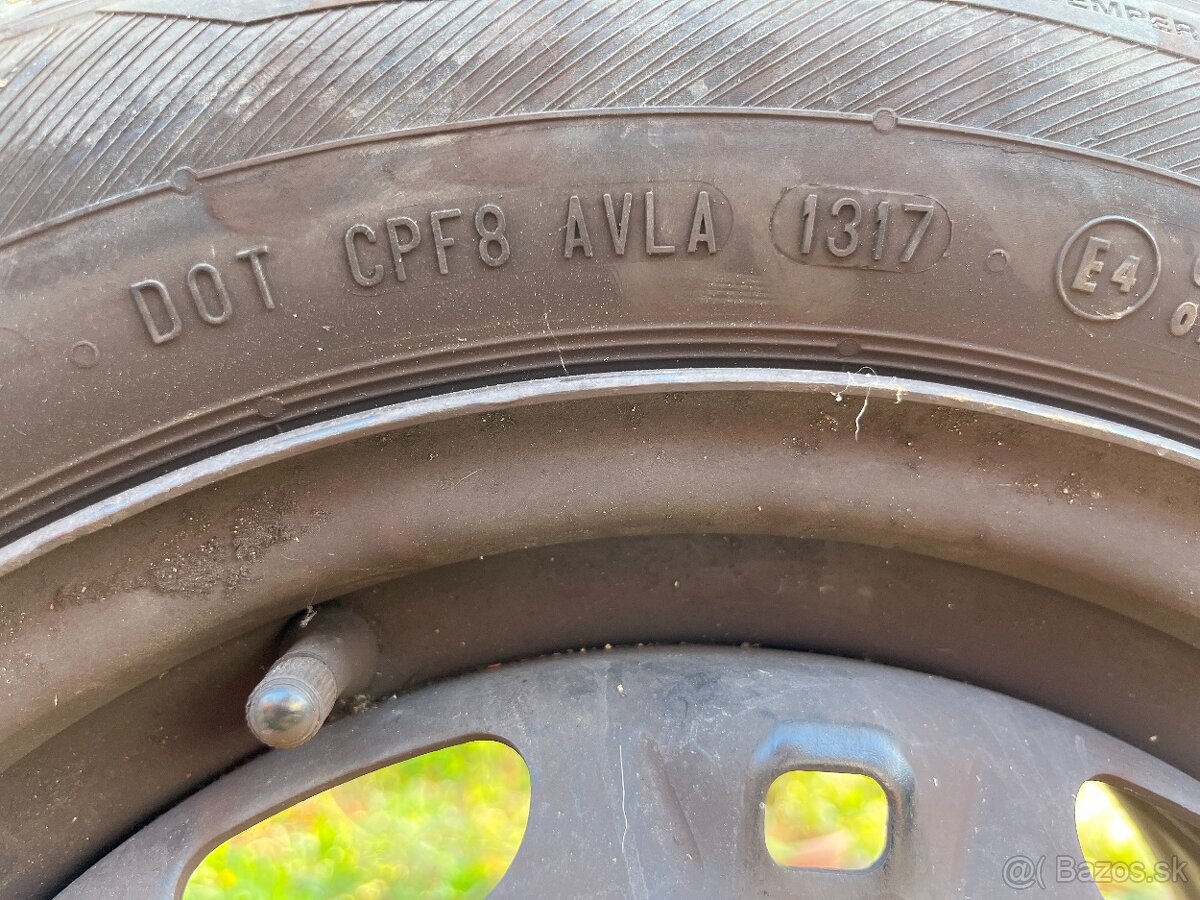 DOT CPF8 AVLA 1317 E4
@( Bazos.sk